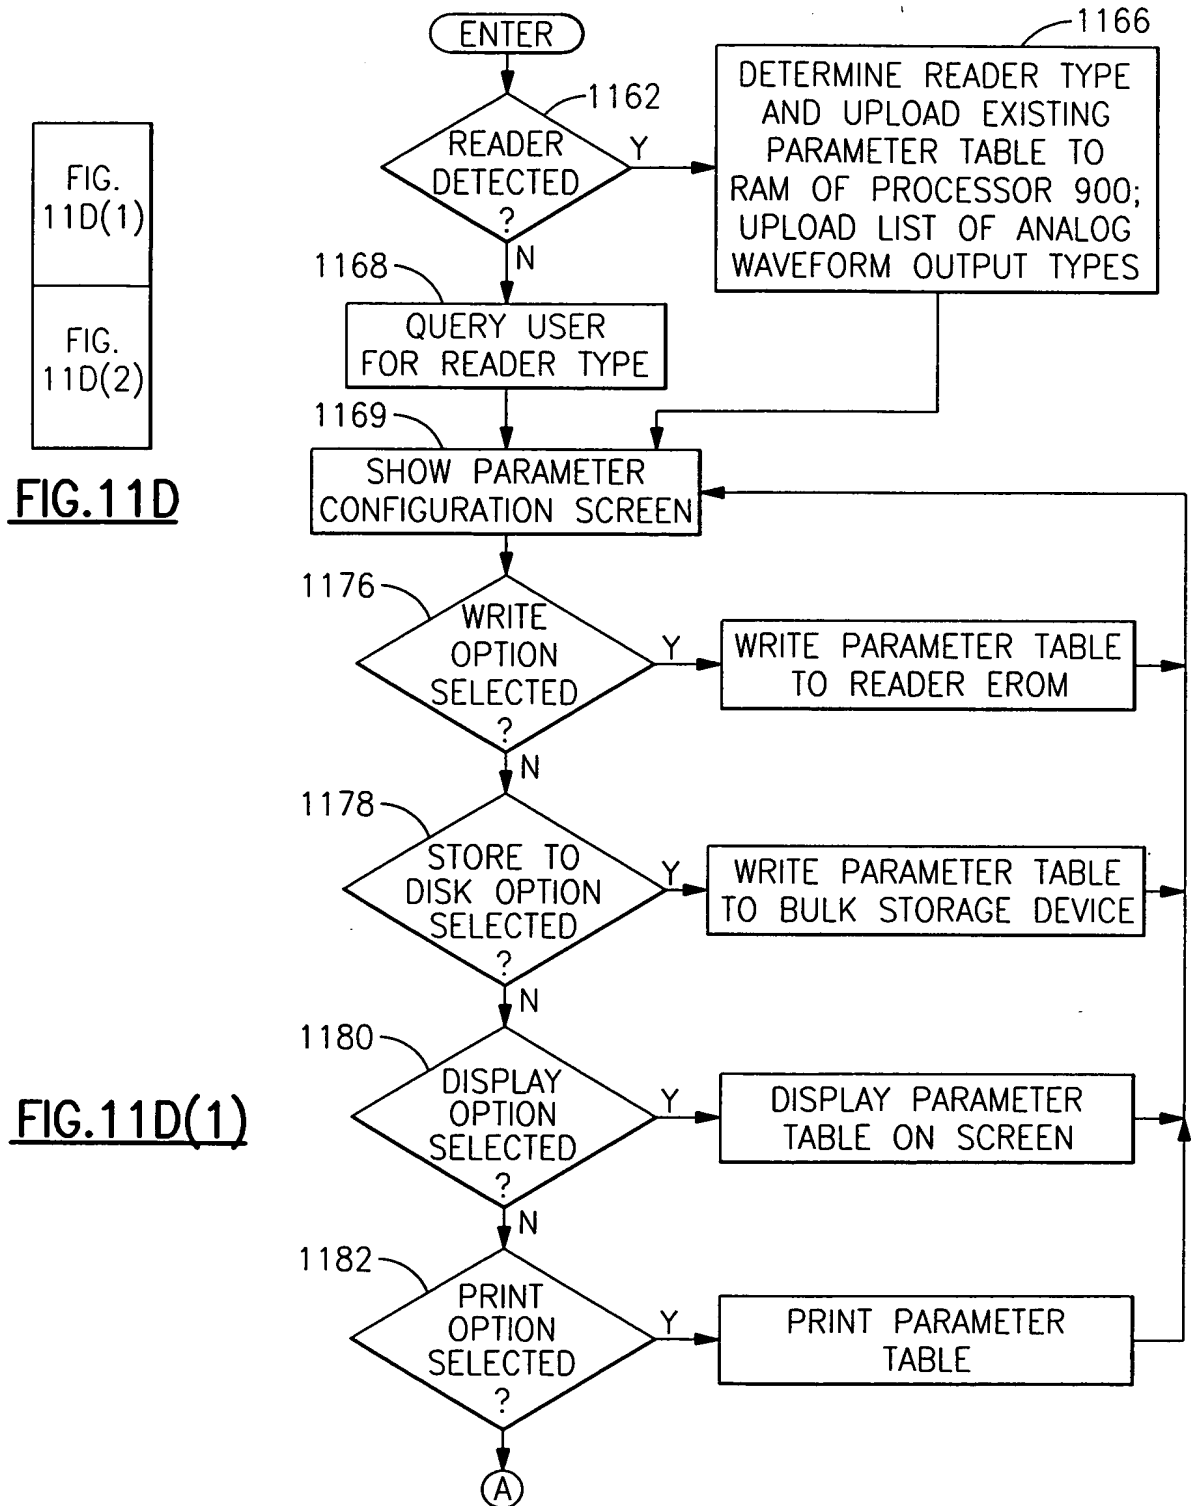 ENTER
1166
1162
READER
DETECTED
?
Y
N
DETERMINE READER TYPE
AND UPLOAD EXISTING
PARAMETER TABLE TO
RAM OF PROCESSOR 900;
UPLOAD LIST OF ANALOG
WAVEFORM OUTPUT TYPES
FIG.
11D(1)
FIG.
11D(2)
FIG.11D
1168
QUERY USER
FOR READER TYPE
1169
SHOW PARAMETER
CONFIGURATION SCREEN
1176
WRITE
OPTION
SELECTED
?
Y
N
WRITE PARAMETER TABLE
TO READER EROM
1178
STORE TO
DISK OPTION
SELECTED
?
Y
N
WRITE PARAMETER TABLE
TO BULK STORAGE DEVICE
1180
DISPLAY
OPTION
SELECTED
?
Y
N
DISPLAY PARAMETER
TABLE ON SCREEN
FIG.11D(1)
1182
PRINT
OPTION
SELECTED
?
Y
PRINT PARAMETER
TABLE
A